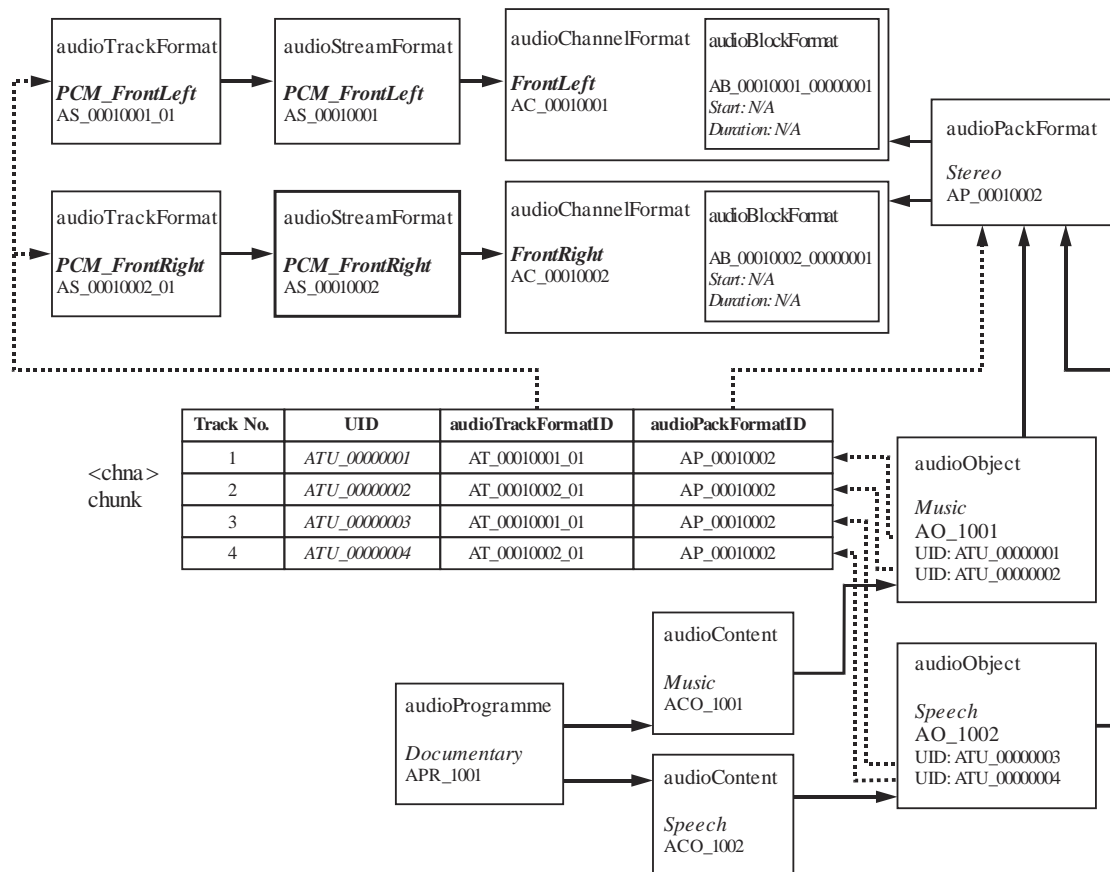 audioTrackFormat
PCM_FrontLeft
AS_00010001_01
audioStreamFormat
PCM_FrontLeft
AS_00010001
audioChannelFormat
FrontLeft
AC_00010001
audioBlockFormat
AB_00010001_00000001
Start: N/A
Duration: N/A
audioPackFormat
Stereo
AP_00010002
audioTrackFormat
PCM_FrontRight
AS_00010002_01
audioStreamFormat
PCM_FrontRight
AS_00010002
audioChannelFormat
FrontRight
AC_00010002
audioBlockFormat
AB_00010002_00000001
Start: N/A
Duration: N/A
<chna>
chunk
Track No. UID audioTrackFormatID audioPackFormatID
1 ATU_00000001 AT_00010001_01 AP_00010002
2 ATU_00000002 AT_00010002_01 AP_00010002
3 ATU_00000003 AT_00010001_01 AP_00010002
4 ATU_00000004 AT_00010002_01 AP_00010002
audioObject
Music
AO_1001
UID: ATU_00000001
UID: ATU_00000002
audioContent
Music
ACO_1001
audioObject
Speech
AO_1002
UID: ATU_00000003
UID: ATU_00000004
audioProgramme
Documentary
APR_1001
audioContent
Speech
ACO_1002